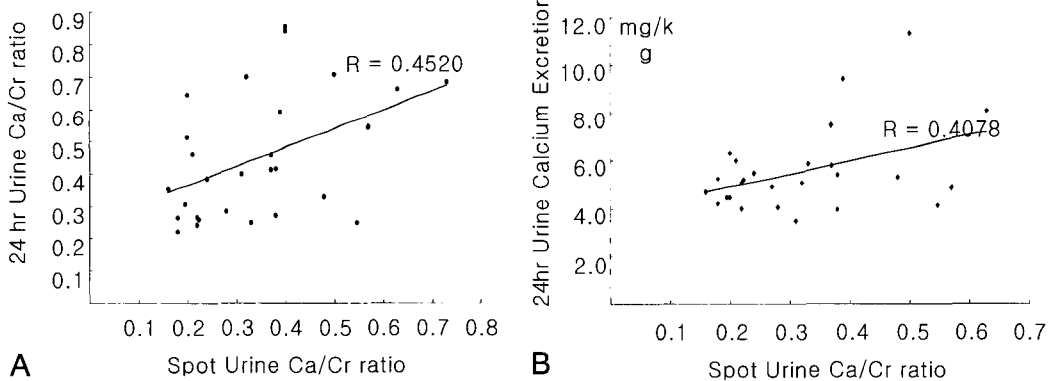 0.9
0.8
0.7
0.6
0.5
0.4
0.3
0.2
0.1
24 hr Urine Ca/Cr ratio
R = 0.4520
0.1 0.2 0.3 0.4 0.5 0.6 0.7 0.8
Spot Urine Ca/Cr ratio
A
12.0
10.0
8.0
6.0
4.0
2.0
24hr Urine Calcium Excretion
mg/k
g
R = 0.4078
0.1 0.2 0.3 0.4 0.5 0.6 0.7
Spot Urine Ca/Cr ratio
B